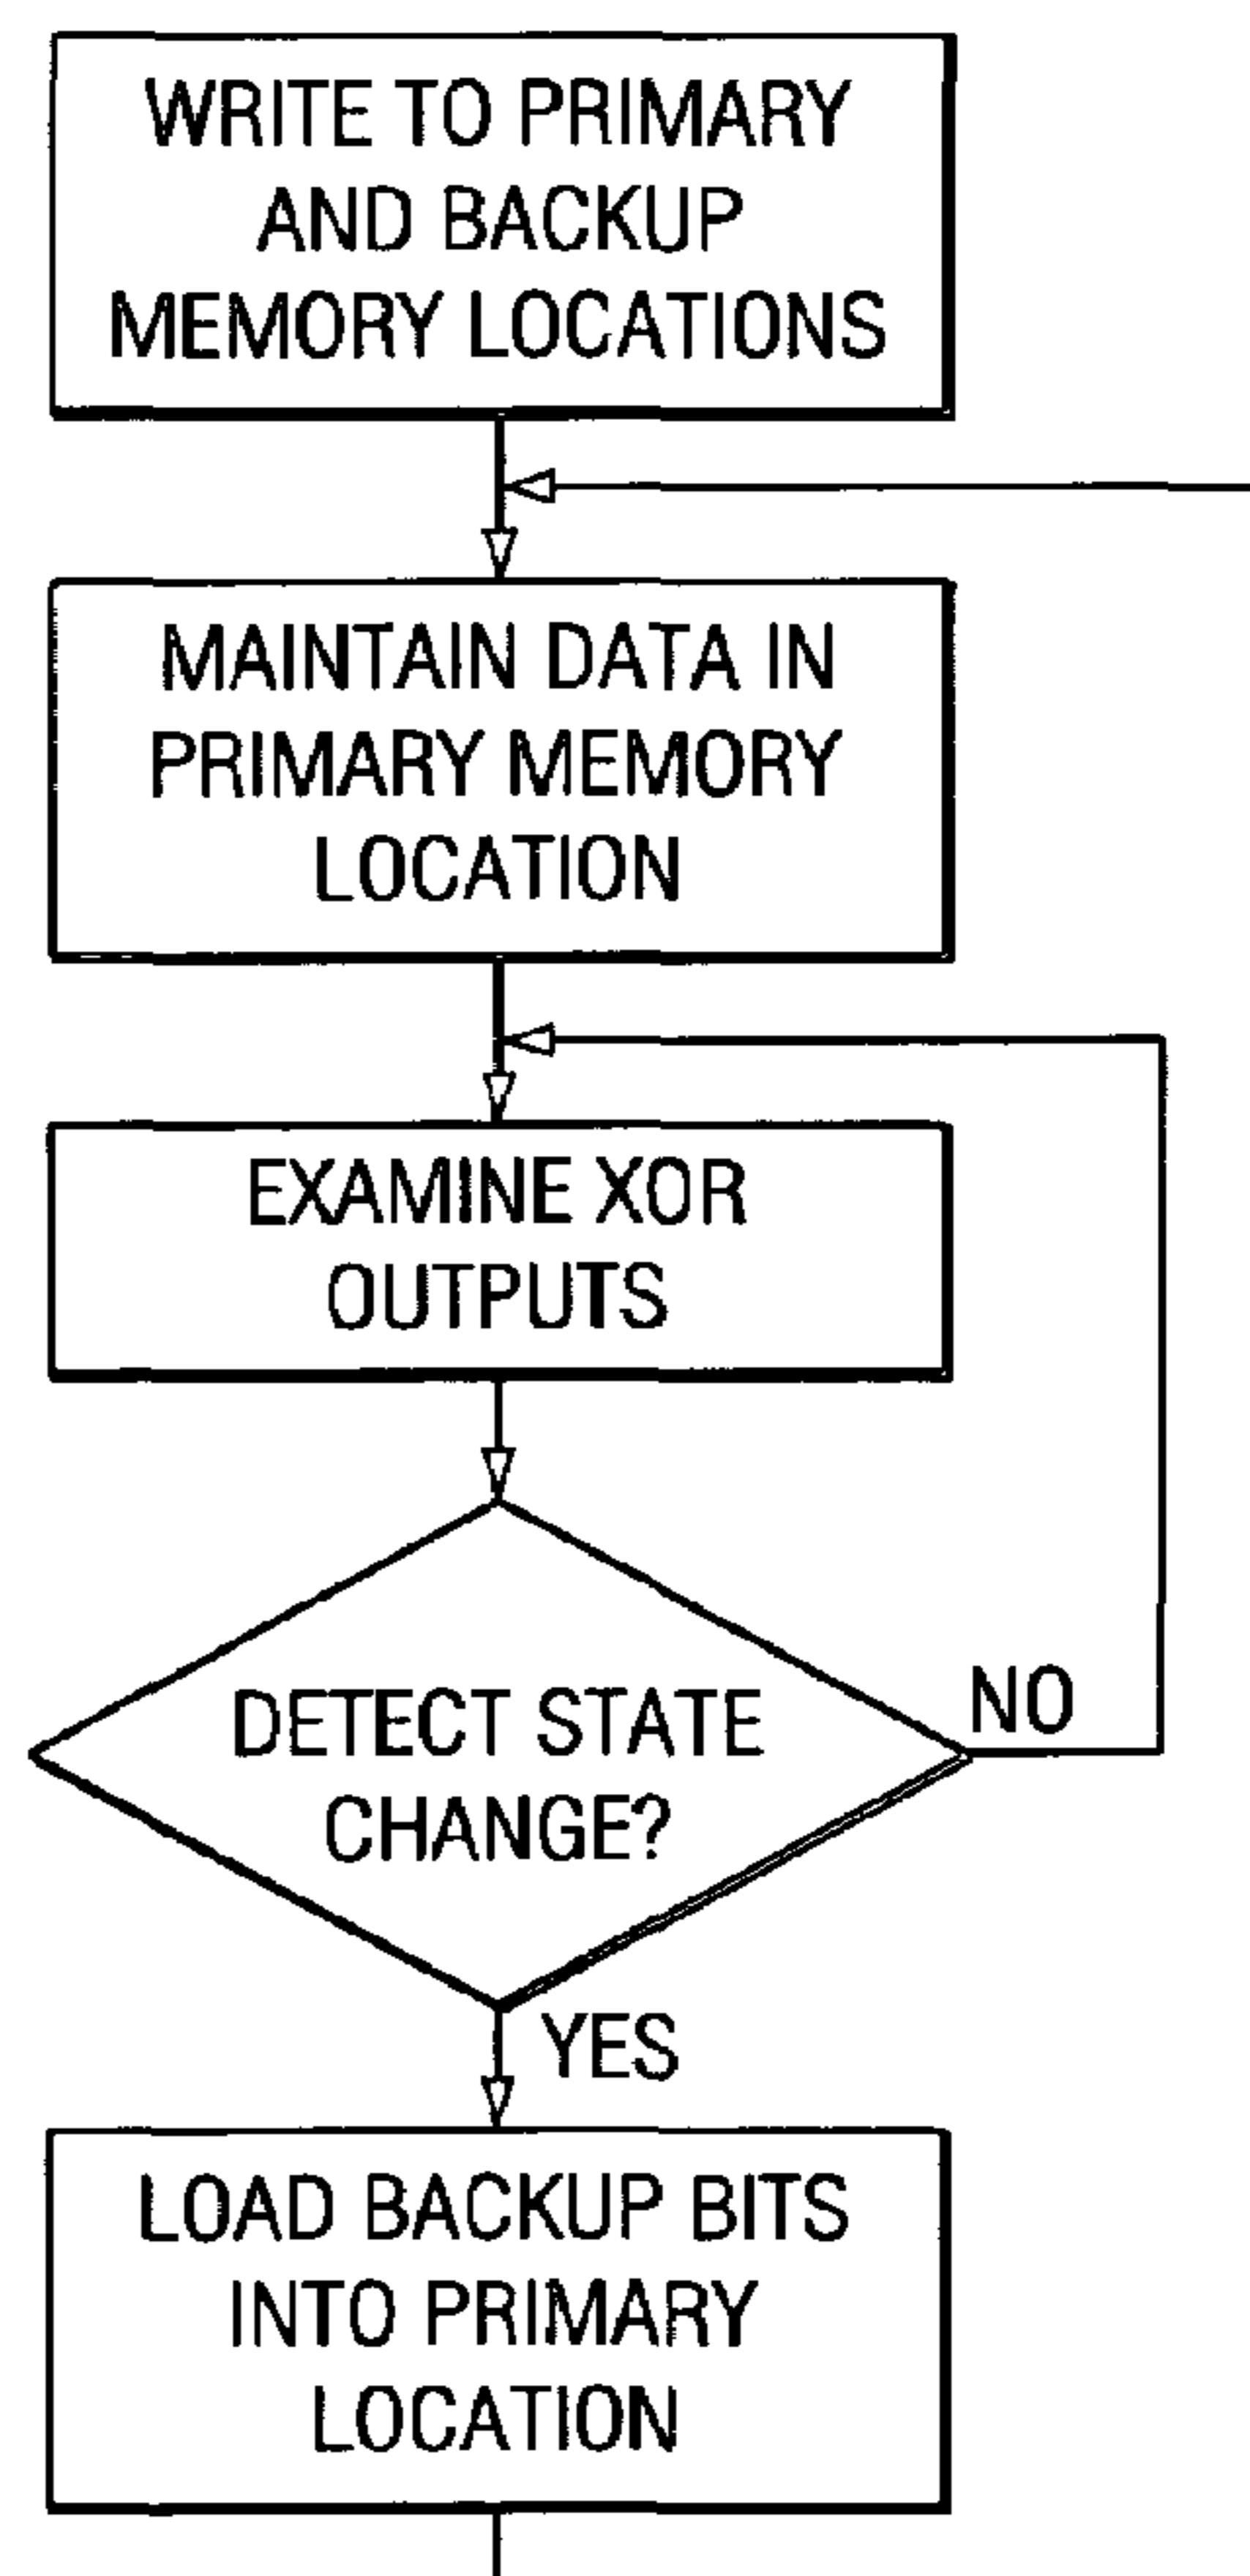 WRITE TO PRIMARY
AND BACKUP
MEMORY LOCATIONS
MAINTAIN DATA IN
PRIMARY MEMORY
LOCATION
EXAMINE XOR
OUTPUTS
DETECT STATE
CHANGE?
NO
YES
LOAD BACKUP BITS
INTO PRIMARY
LOCATION